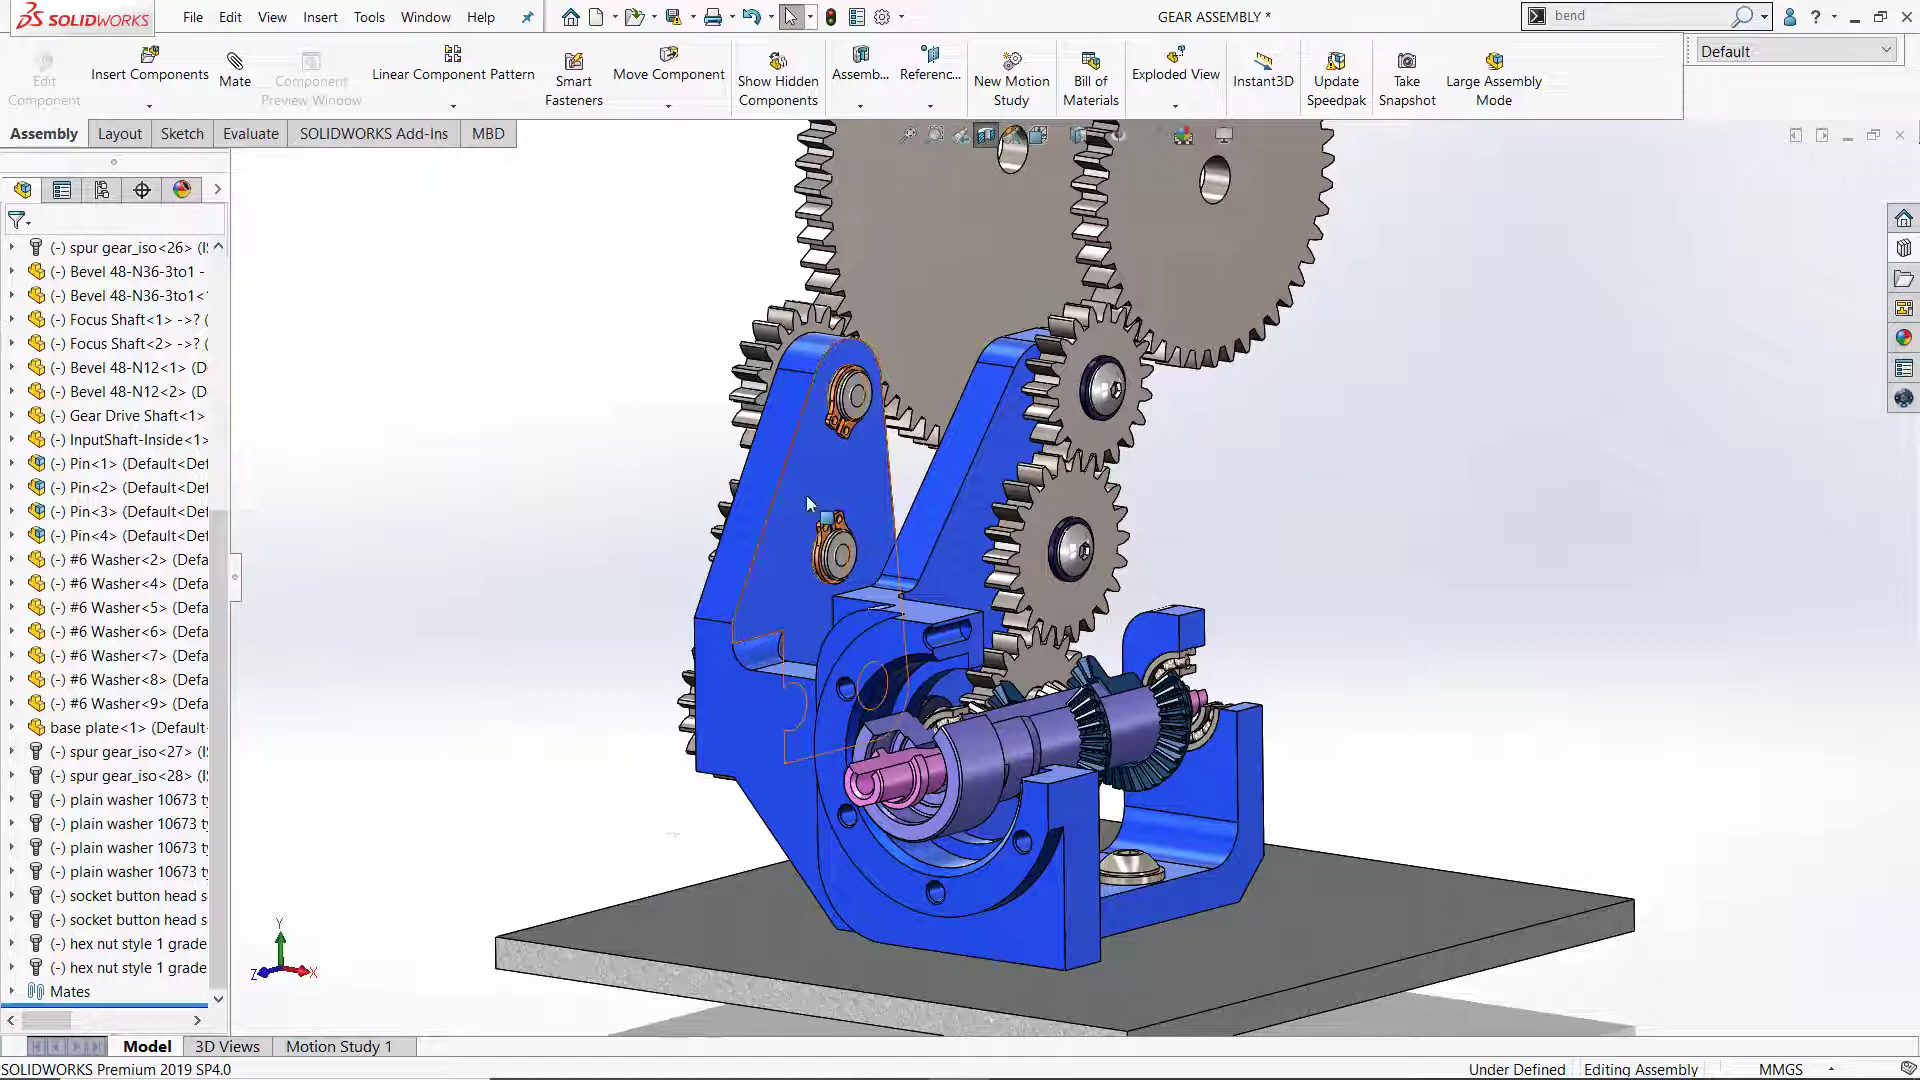 SOLIDWORKS
File Edit View Insert Tools Window Help
GEAR ASSEMBLY *
bend
?
Edit
Component
Insert Components
Mate
Component
Preview Window
Linear Component Pattern
Smart
Fasteners
Move Component
Show Hidden
Components
Assemb...
Referenc...
New Motion
Study
Bill of
Materials
Exploded View
Instant3D
Update
Speedpak
Take
Snapshot
Large Assembly
Mode
Default
Assembly Layout Sketch Evaluate SOLIDWORKS Add-Ins MBD
(-) spur gear_iso<26> (I
(-) Bevel 48-N36-3to1 -
(-) Bevel 48-N36-3to1<
(-) Focus Shaft<1> ->? (
(-) Focus Shaft<2> ->? (
(-) Bevel 48-N12<1> (D
(-) Bevel 48-N12<2> (D
(-) Gear Drive Shaft<1>
(-) InputShaft-Inside<1>
(-) Pin<1> (Default<Def
(-) Pin<2> (Default<Def
(-) Pin<3> (Default<Def
(-) Pin<4> (Default<Def
(-) #6 Washer<2> (Defa
(-) #6 Washer<4> (Defa
(-) #6 Washer<5> (Defa
(-) #6 Washer<6> (Defa
(-) #6 Washer<7> (Defa
(-) #6 Washer<8> (Defa
(-) #6 Washer<9> (Defa
base plate<1> (Default
(-) spur gear_iso<27> (I
(-) spur gear_iso<28> (I
(-) plain washer 10673 ty
(-) plain washer 10673 ty
(-) plain washer 10673 ty
(-) plain washer 10673 ty
(-) socket button head s
(-) socket button head s
(-) hex nut style 1 grade
(-) hex nut style 1 grade
Mates
Y
Z X
Model 3D Views Motion Study 1
SOLIDWORKS Premium 2019 SP4.0
Under Defined Editing Assembly MMGS